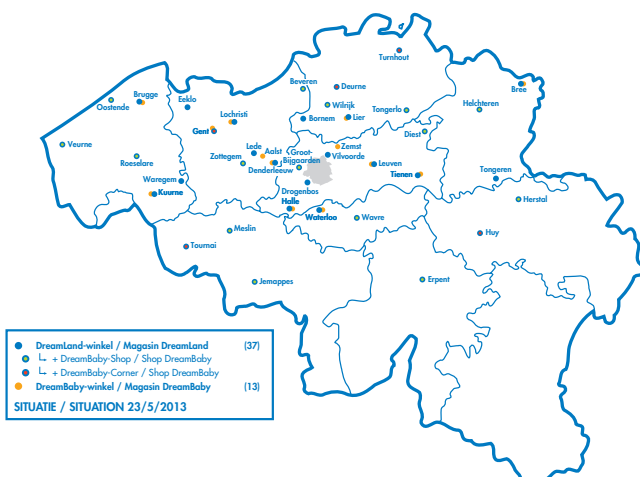 Turnhout
Beveren
Deurne
Bree
Oostende
Brugge
Eeklo
Wilrijk
Tongerlo
Helchteren
Lochristi
Bornem
Lier
Gent
Diest
Veurne
Lede
Aalst
Groot-
Bijgaarden
Zemst
Vilvoorde
Roeselare
Zottegem
Denderleeuw
Leuven
Waregem
Tienen
Tongeren
Kuurne
Drogenbos
Halle
Herstal
Waterloo
Wavre
Meslin
Huy
Tournai
Jemappes
Erpent
DreamLand-winkel / Magasin DreamLand (37)
↳ + DreamBaby-Shop / Shop DreamBaby
↳ + DreamBaby-Corner / Shop DreamBaby
DreamBaby-winkel / Magasin DreamBaby (13)
SITUATIE / SITUATION 23/5/2013